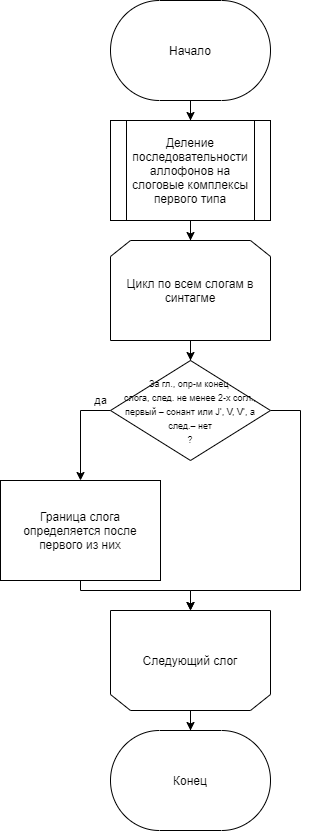 Начало
Деление
последовательности
аллофонов на
слоговые комплексы
первого типа
Цикл по всем слогам в
синтагме
За гл., опр-м конец
слога, след. не менее 2-х согл.,
первый – сонант или J’, V, V’, а
след.– нет
?
да
Граница слога
определяется после
первого из них
Следующий слог
Конец